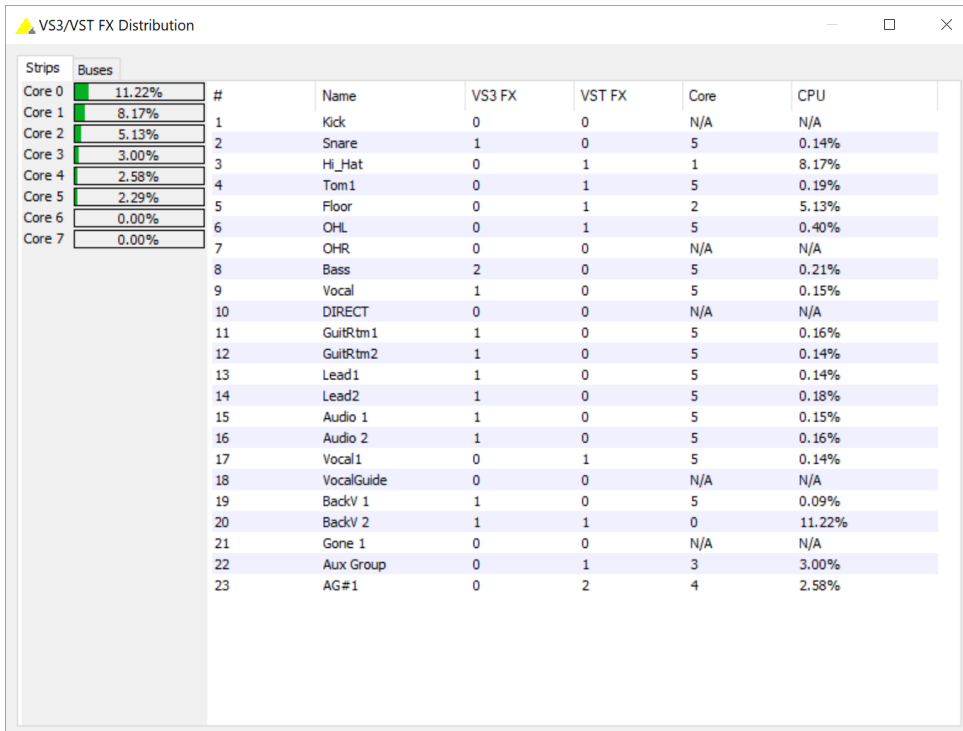 VS3/VST FX Distribution
Strips Buses
Core 0 11.22%
Core 1 8.17%
Core 2 5.13%
Core 3 3.00%
Core 4 2.58%
Core 5 2.29%
Core 6 0.00%
Core 7 0.00%
# Name VS3 FX VST FX Core CPU
1 Kick 0 0 N/A N/A
2 Snare 1 0 5 0.14%
3 Hi_Hat 0 1 1 8.17%
4 Tom1 0 1 5 0.19%
5 Floor 0 1 2 5.13%
6 OHL 0 1 5 0.40%
7 OHR 0 0 N/A N/A
8 Bass 2 0 5 0.21%
9 Vocal 1 0 5 0.15%
10 DIRECT 0 0 N/A N/A
11 GuitRtm1 1 0 5 0.16%
12 GuitRtm2 1 0 5 0.14%
13 Lead1 1 0 5 0.14%
14 Lead2 1 0 5 0.18%
15 Audio 1 1 0 5 0.15%
16 Audio 2 1 0 5 0.16%
17 Vocal1 0 1 5 0.14%
18 VocalGuide 0 0 N/A N/A
19 BackV 1 1 0 5 0.09%
20 BackV 2 1 1 0 11.22%
21 Gone 1 0 0 N/A N/A
22 Aux Group 0 1 3 3.00%
23 AG#1 0 2 4 2.58%